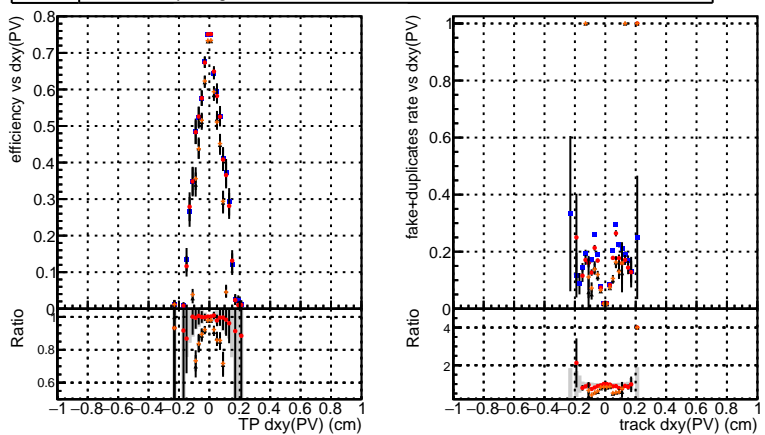 efficiency vs dxy(PV)
0.8
0.7
0.6
0.5
0.4
0.3
0.2
0.1
0
Ratio
1
0.8
0.6
−1 −0.8 −0.6 −0.4 −0.2 0 0.2 0.4 0.6 0.8 1
TP dxy(PV) (cm)
fake+duplicates rate vs dxy(PV)
1
0.8
0.6
0.4
0.2
0
Ratio
4
2
−1 −0.8 −0.6 −0.4 −0.2 0 0.2 0.4 0.6 0.8 1
track dxy(PV) (cm)